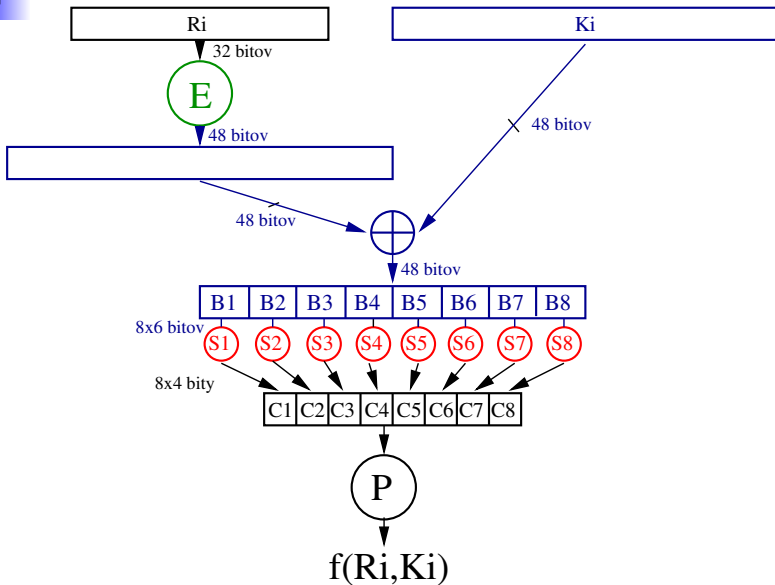 Ri
Ki
32 bitov
E
48 bitov
48 bitov
48 bitov
48 bitov
B1 B2 B3 B4 B5 B6 B7 B8
8x6 bitov
S1 S2 S3 S4 S5 S6 S7 S8
8x4 bity
C1 C2 C3 C4 C5 C6 C7 C8
P
f(Ri,Ki)